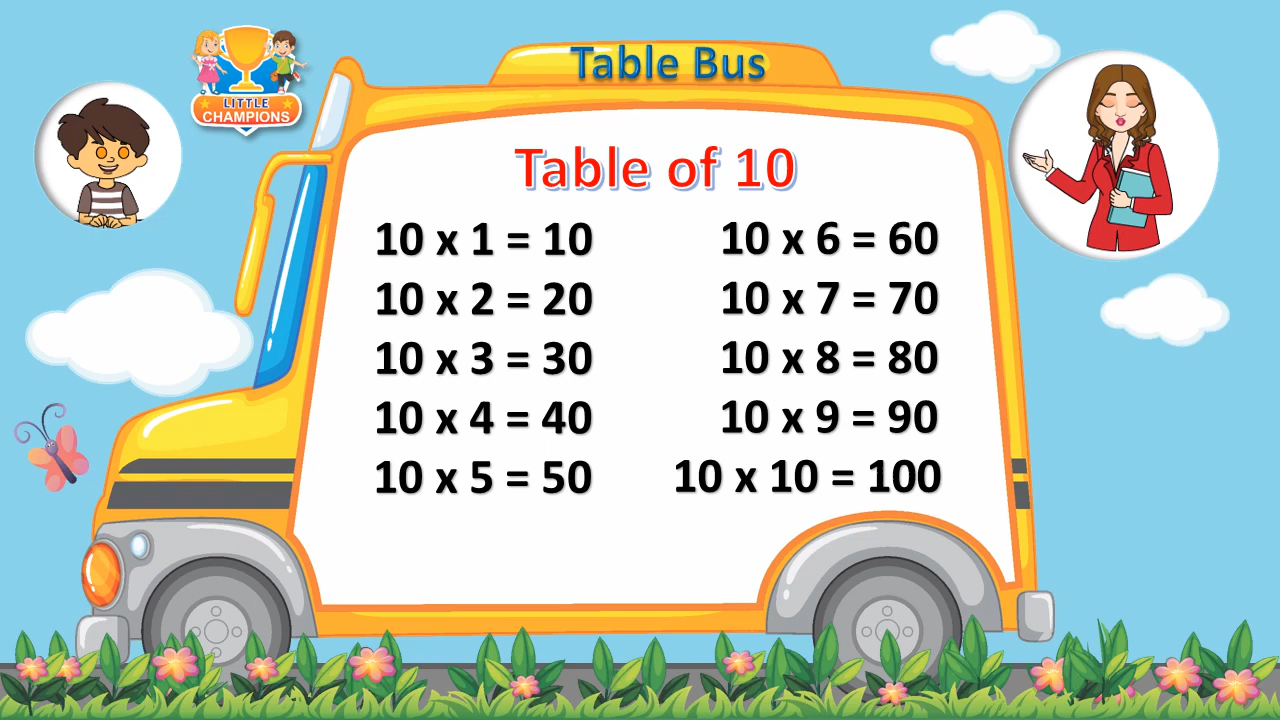 LITTLE
CHAMPIONS
Table Bus
Table of 10
10 x 1 = 10
10 x 2 = 20
10 x 3 = 30
10 x 4 = 40
10 x 5 = 50
10 x 6 = 60
10 x 7 = 70
10 x 8 = 80
10 x 9 = 90
10 x 10 = 100